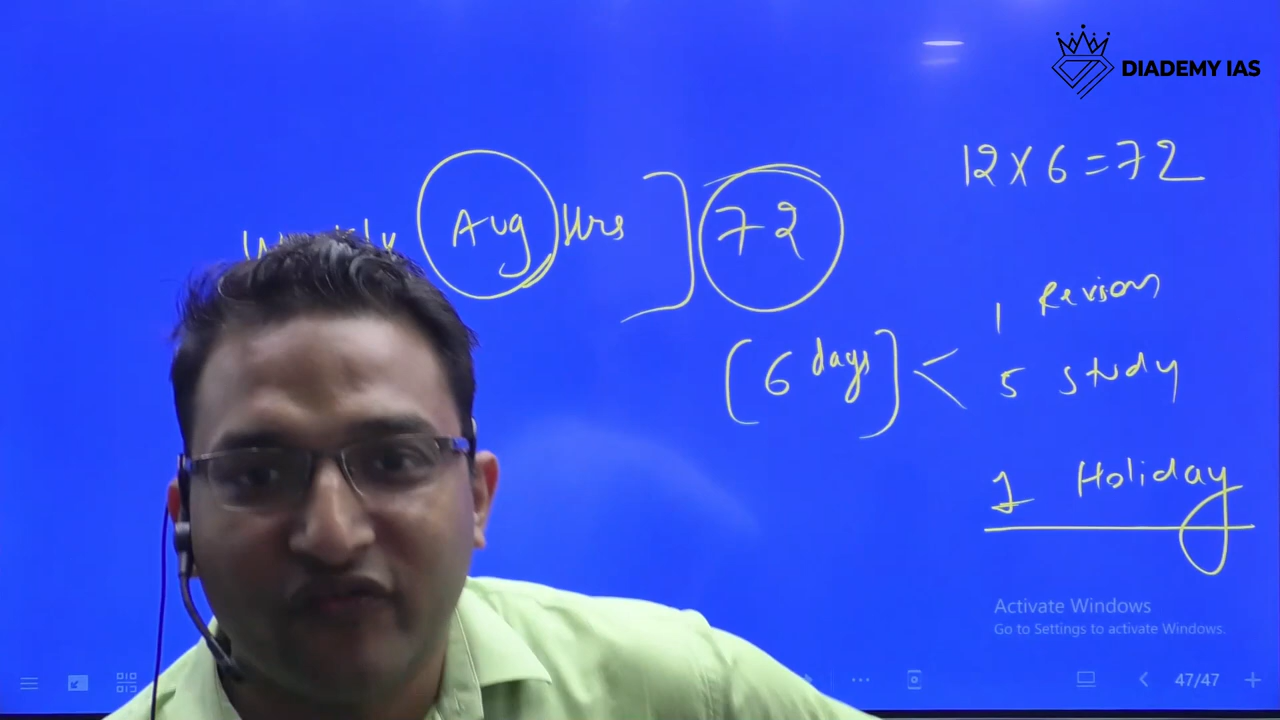 DIADEMY IAS
12 X 6 = 72
Avg Hrs ] 72
[6 days] <
1 Revision
5 Study
1 Holiday
Activate Windows
Go to Settings to activate Windows.
47/47